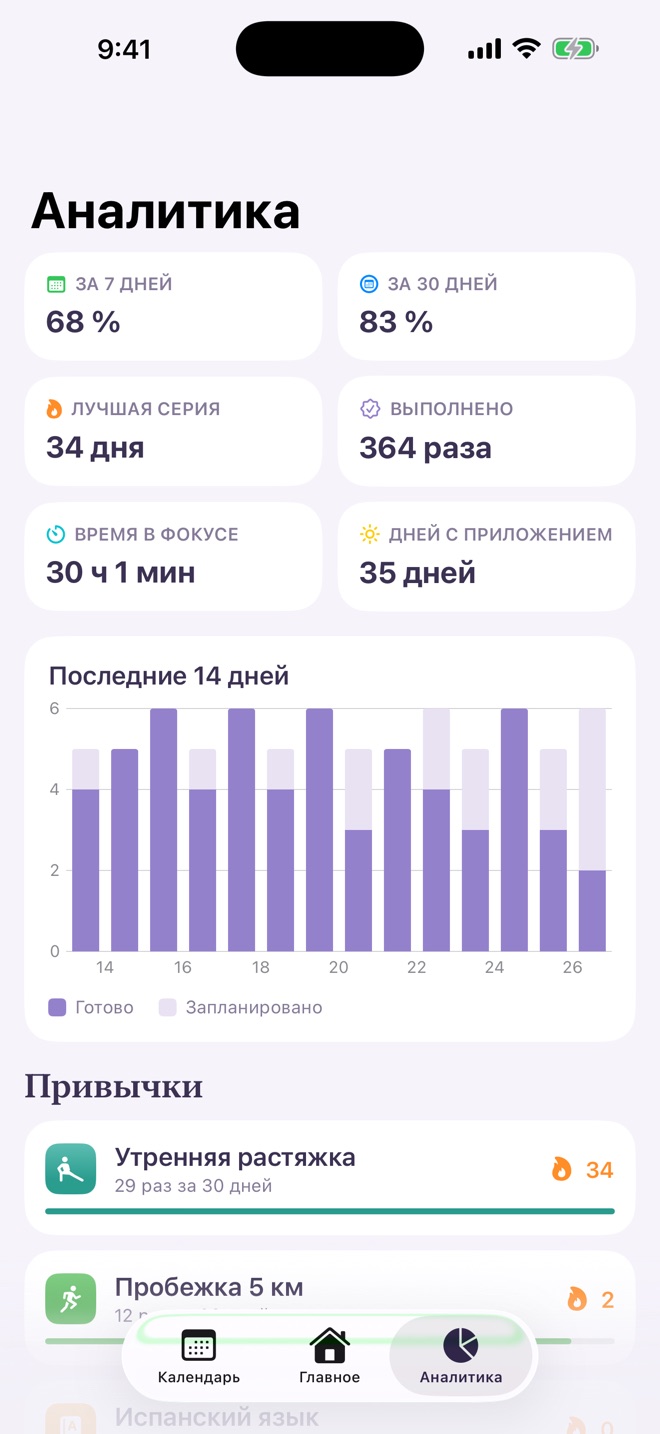 9:41
Аналитика
ЗА 7 ДНЕЙ
68 %
ЗА 30 ДНЕЙ
83 %
ЛУЧШАЯ СЕРИЯ
34 дня
ВЫПОЛНЕНО
364 раза
ВРЕМЯ В ФОКУСЕ
30 ч 1 мин
ДНЕЙ С ПРИЛОЖЕНИЕМ
35 дней
Последние 14 дней
6
4
2
0
14 16 18 20 22 24 26
Готово Запланировано
Привычки
Утренняя растяжка
29 раз за 30 дней
34
Пробежка 5 км
12
2
Календарь Главное Аналитика
Испанский язык
0